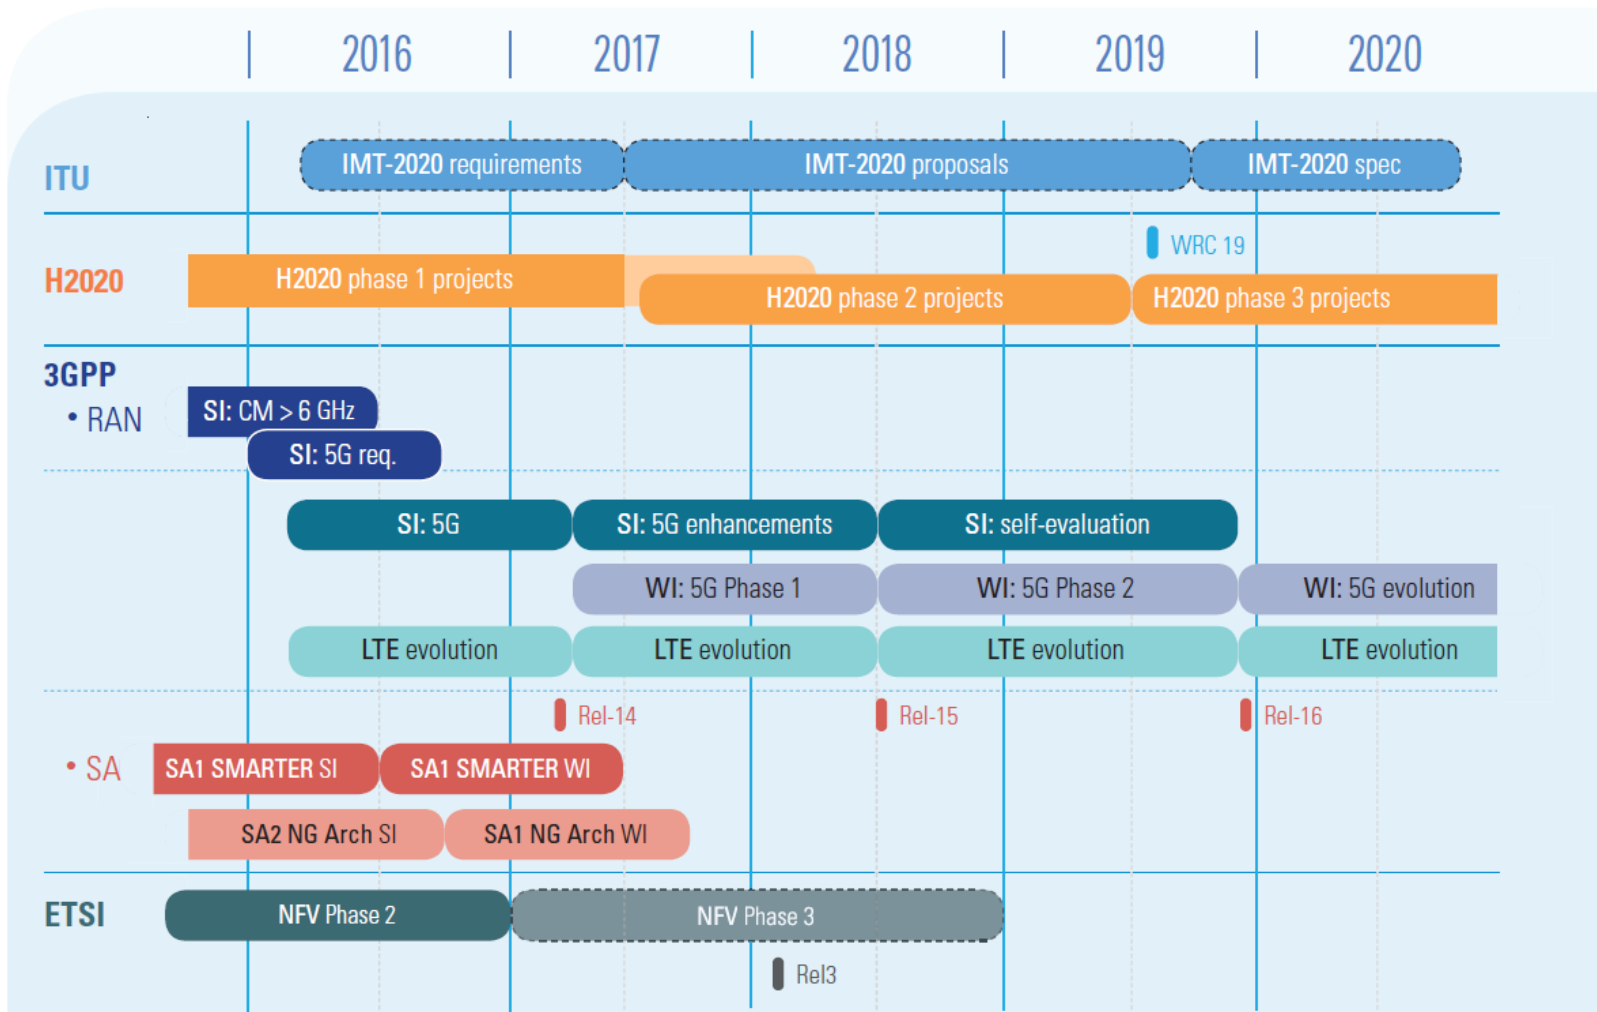 2016 2017 2018 2019 2020
ITU
IMT-2020 requirements
IMT-2020 proposals
IMT-2020 spec
WRC 19
H2020
H2020 phase 1 projects
H2020 phase 2 projects
H2020 phase 3 projects
3GPP
• RAN
SI: CM > 6 GHz
SI: 5G req.
SI: 5G
SI: 5G enhancements
SI: self-evaluation
WI: 5G Phase 1
WI: 5G Phase 2
WI: 5G evolution
LTE evolution
LTE evolution
LTE evolution
LTE evolution
Rel-14
Rel-15
Rel-16
• SA
SA1 SMARTER SI
SA1 SMARTER WI
SA2 NG Arch SI
SA1 NG Arch WI
ETSI
NFV Phase 2
NFV Phase 3
Rel3